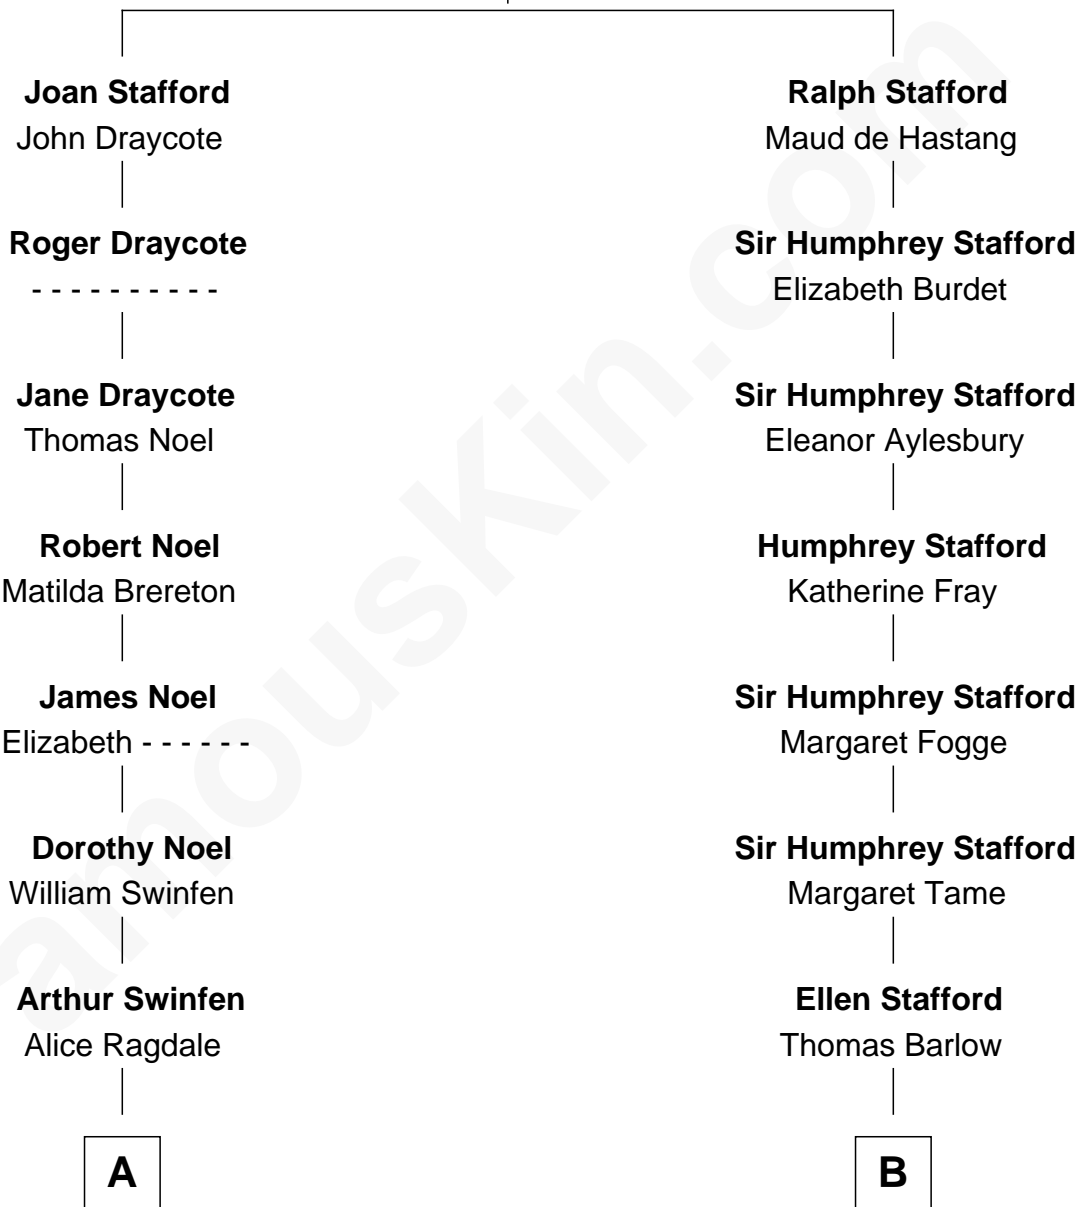 Joan Stafford
John Draycote
Roger Draycote
- - - - - - - - - -
Jane Draycote
Thomas Noel
Robert Noel
Matilda Brereton
James Noel
Elizabeth - - - - - -
Dorothy Noel
William Swinfen
Arthur Swinfen
Alice Ragdale
A
Ralph Stafford
Maud de Hastang
Sir Humphrey Stafford
Elizabeth Burdet
Sir Humphrey Stafford
Eleanor Aylesbury
Humphrey Stafford
Katherine Fray
Sir Humphrey Stafford
Margaret Fogge
Sir Humphrey Stafford
Margaret Tame
Ellen Stafford
Thomas Barlow
B
amousKin.com